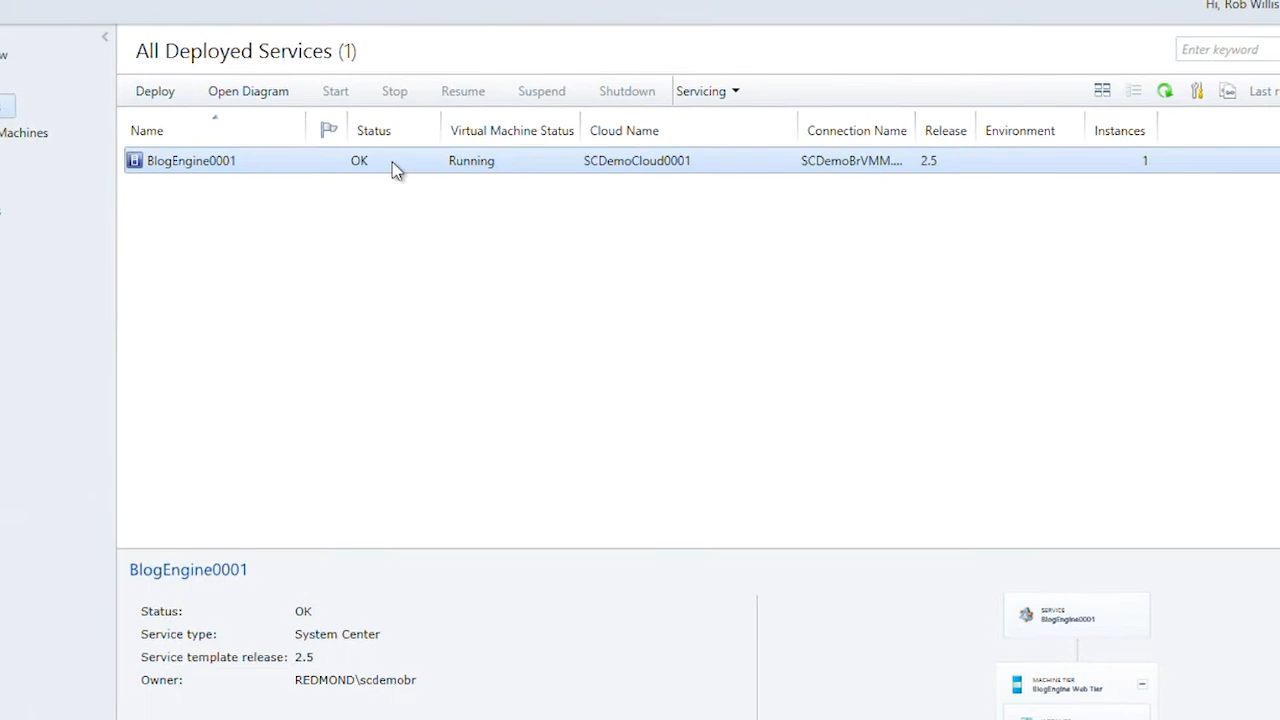 Hi, Rob Willis
All Deployed Services (1)
Enter keyword
Deploy Open Diagram Start Stop Resume Suspend Shutdown Servicing Last r
Name Status Virtual Machine Status Cloud Name Connection Name Release Environment Instances
Machines
BlogEngine0001 OK Running SCDemoCloud0001 SCDemoBrVMM.... 2.5 1
BlogEngine0001
Status: OK
Service type: System Center
Service template release: 2.5
Owner: REDMOND\scdemobr
SERVICE
BlogEngine0001
MACHINE TIER
BlogEngine Web Tier